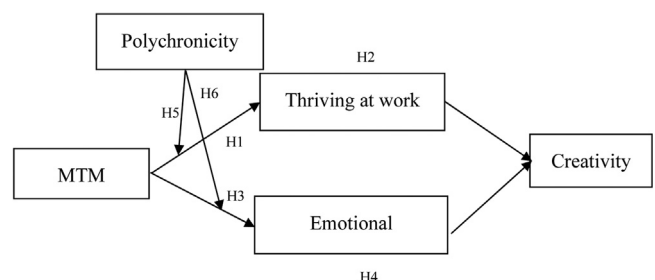 Polychronicity
H2
H6
Thriving at work
H5
H1
Creativity
MTM
H3
Emotional
H4